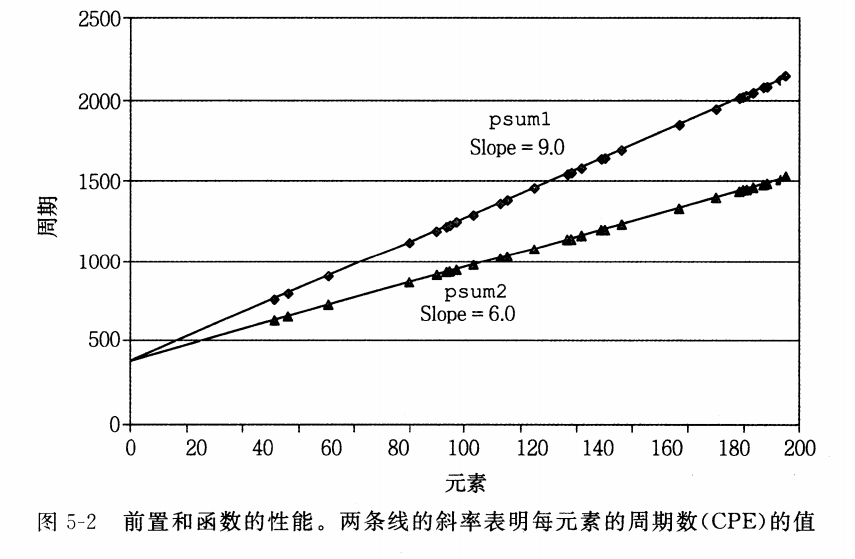 2500
2000
1500
1000
500
0
周期
psum1
Slope = 9.0
psum2
Slope = 6.0
0 20 40 60 80 100 120 140 160 180 200
元素
图 5-2 前置和函数的性能。两条线的斜率表明每元素的周期数(CPE)的值